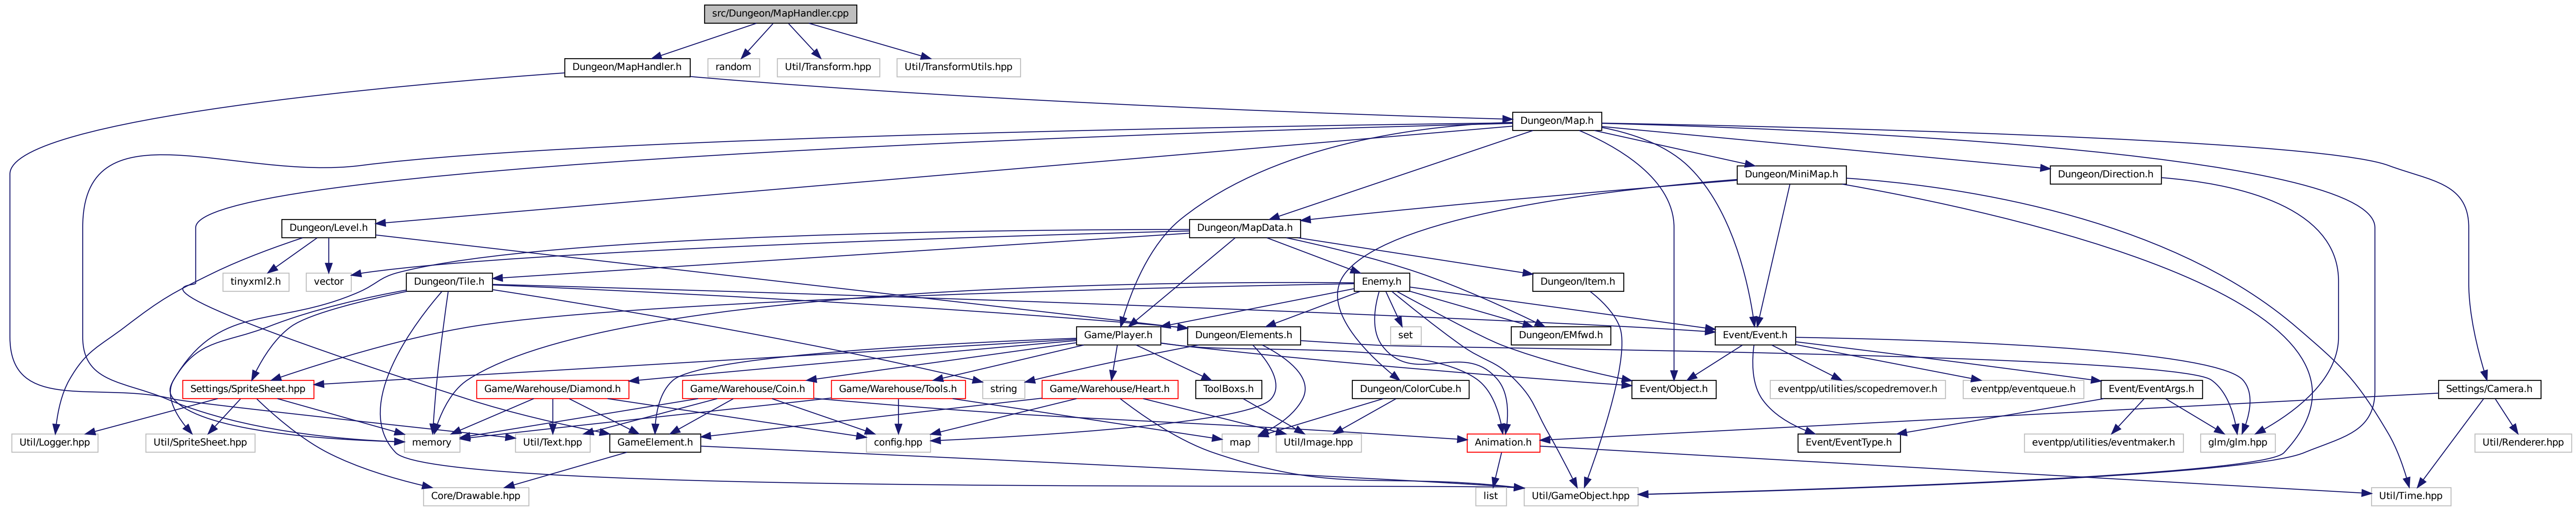 src/Dungeon/MapHandler.cpp
Dungeon/MapHandler.h
random
Util/Transform.hpp
Util/TransformUtils.hpp
Dungeon/Map.h
Dungeon/MiniMap.h
Dungeon/Direction.h
Dungeon/Level.h
Dungeon/MapData.h
tinyxml2.h
vector
Dungeon/Tile.h
Enemy.h
Dungeon/Item.h
Game/Player.h
Dungeon/Elements.h
set
Dungeon/EMfwd.h
Event/Event.h
Settings/SpriteSheet.hpp
Game/Warehouse/Diamond.h
Game/Warehouse/Coin.h
Game/Warehouse/Tools.h
string
Game/Warehouse/Heart.h
ToolBoxs.h
Dungeon/ColorCube.h
Event/Object.h
eventpp/utilities/scopedremover.h
eventpp/eventqueue.h
Event/EventArgs.h
Settings/Camera.h
Util/Logger.hpp
Util/SpriteSheet.hpp
memory
Util/Text.hpp
GameElement.h
config.hpp
map
Util/Image.hpp
Animation.h
Event/EventType.h
eventpp/utilities/eventmaker.h
glm/glm.hpp
Util/Renderer.hpp
Core/Drawable.hpp
list
Util/GameObject.hpp
Util/Time.hpp